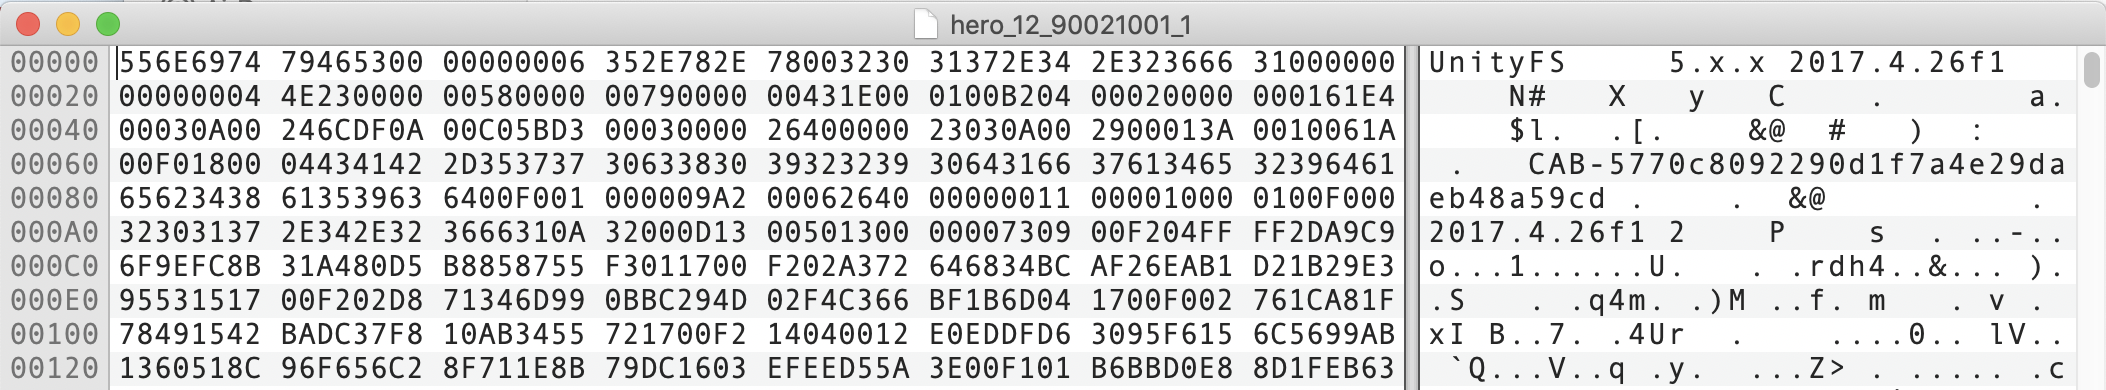 hero_12_90021001_1
00000 556E6974 79465300 00000006 352E782E 78003230 31372E34 2E323666 31000000 UnityFS 5.x.x 2017.4.26f1
00020 00000004 4E230000 00580000 00790000 00431E00 0100B204 00020000 000161E4 N# X y C . a.
00040 00030A00 246CDF0A 00C05BD3 00030000 26400000 23030A00 2900013A 0010061A $l. .[. &@ # ) :
00060 00F01800 04434142 2D353737 30633830 39323239 30643166 37613465 32396461 . CAB-5770c8092290d1f7a4e29da
00080 65623438 61353963 6400F001 000009A2 00062640 00000011 00001000 0100F000 eb48a59cd . . &@ .
000A0 32303137 2E342E32 3666310A 32000D13 00501300 00007309 00F204FF FF2DA9C9 2017.4.26f1 2 P s . ..-..
000C0 6F9EFC8B 31A480D5 B8858755 F3011700 F202A372 646834BC AF26EAB1 D21B29E3 o...1......U. . .rdh4..&... ).
000E0 95531517 00F202D8 71346D99 0BBC294D 02F4C366 BF1B6D04 1700F002 761CA81F .S . .q4m. .)M ..f. m . v .
00100 78491542 BADC37F8 10AB3455 721700F2 14040012 E0EDDFD6 3095F615 6C5699AB xI B..7. .4Ur . ....0.. lV..
00120 1360518C 96F656C2 8F711E8B 79DC1603 EFEED55A 3E00F101 B6BBD0E8 8D1FEB63 `Q...V..q .y. ...Z> . ..... .c